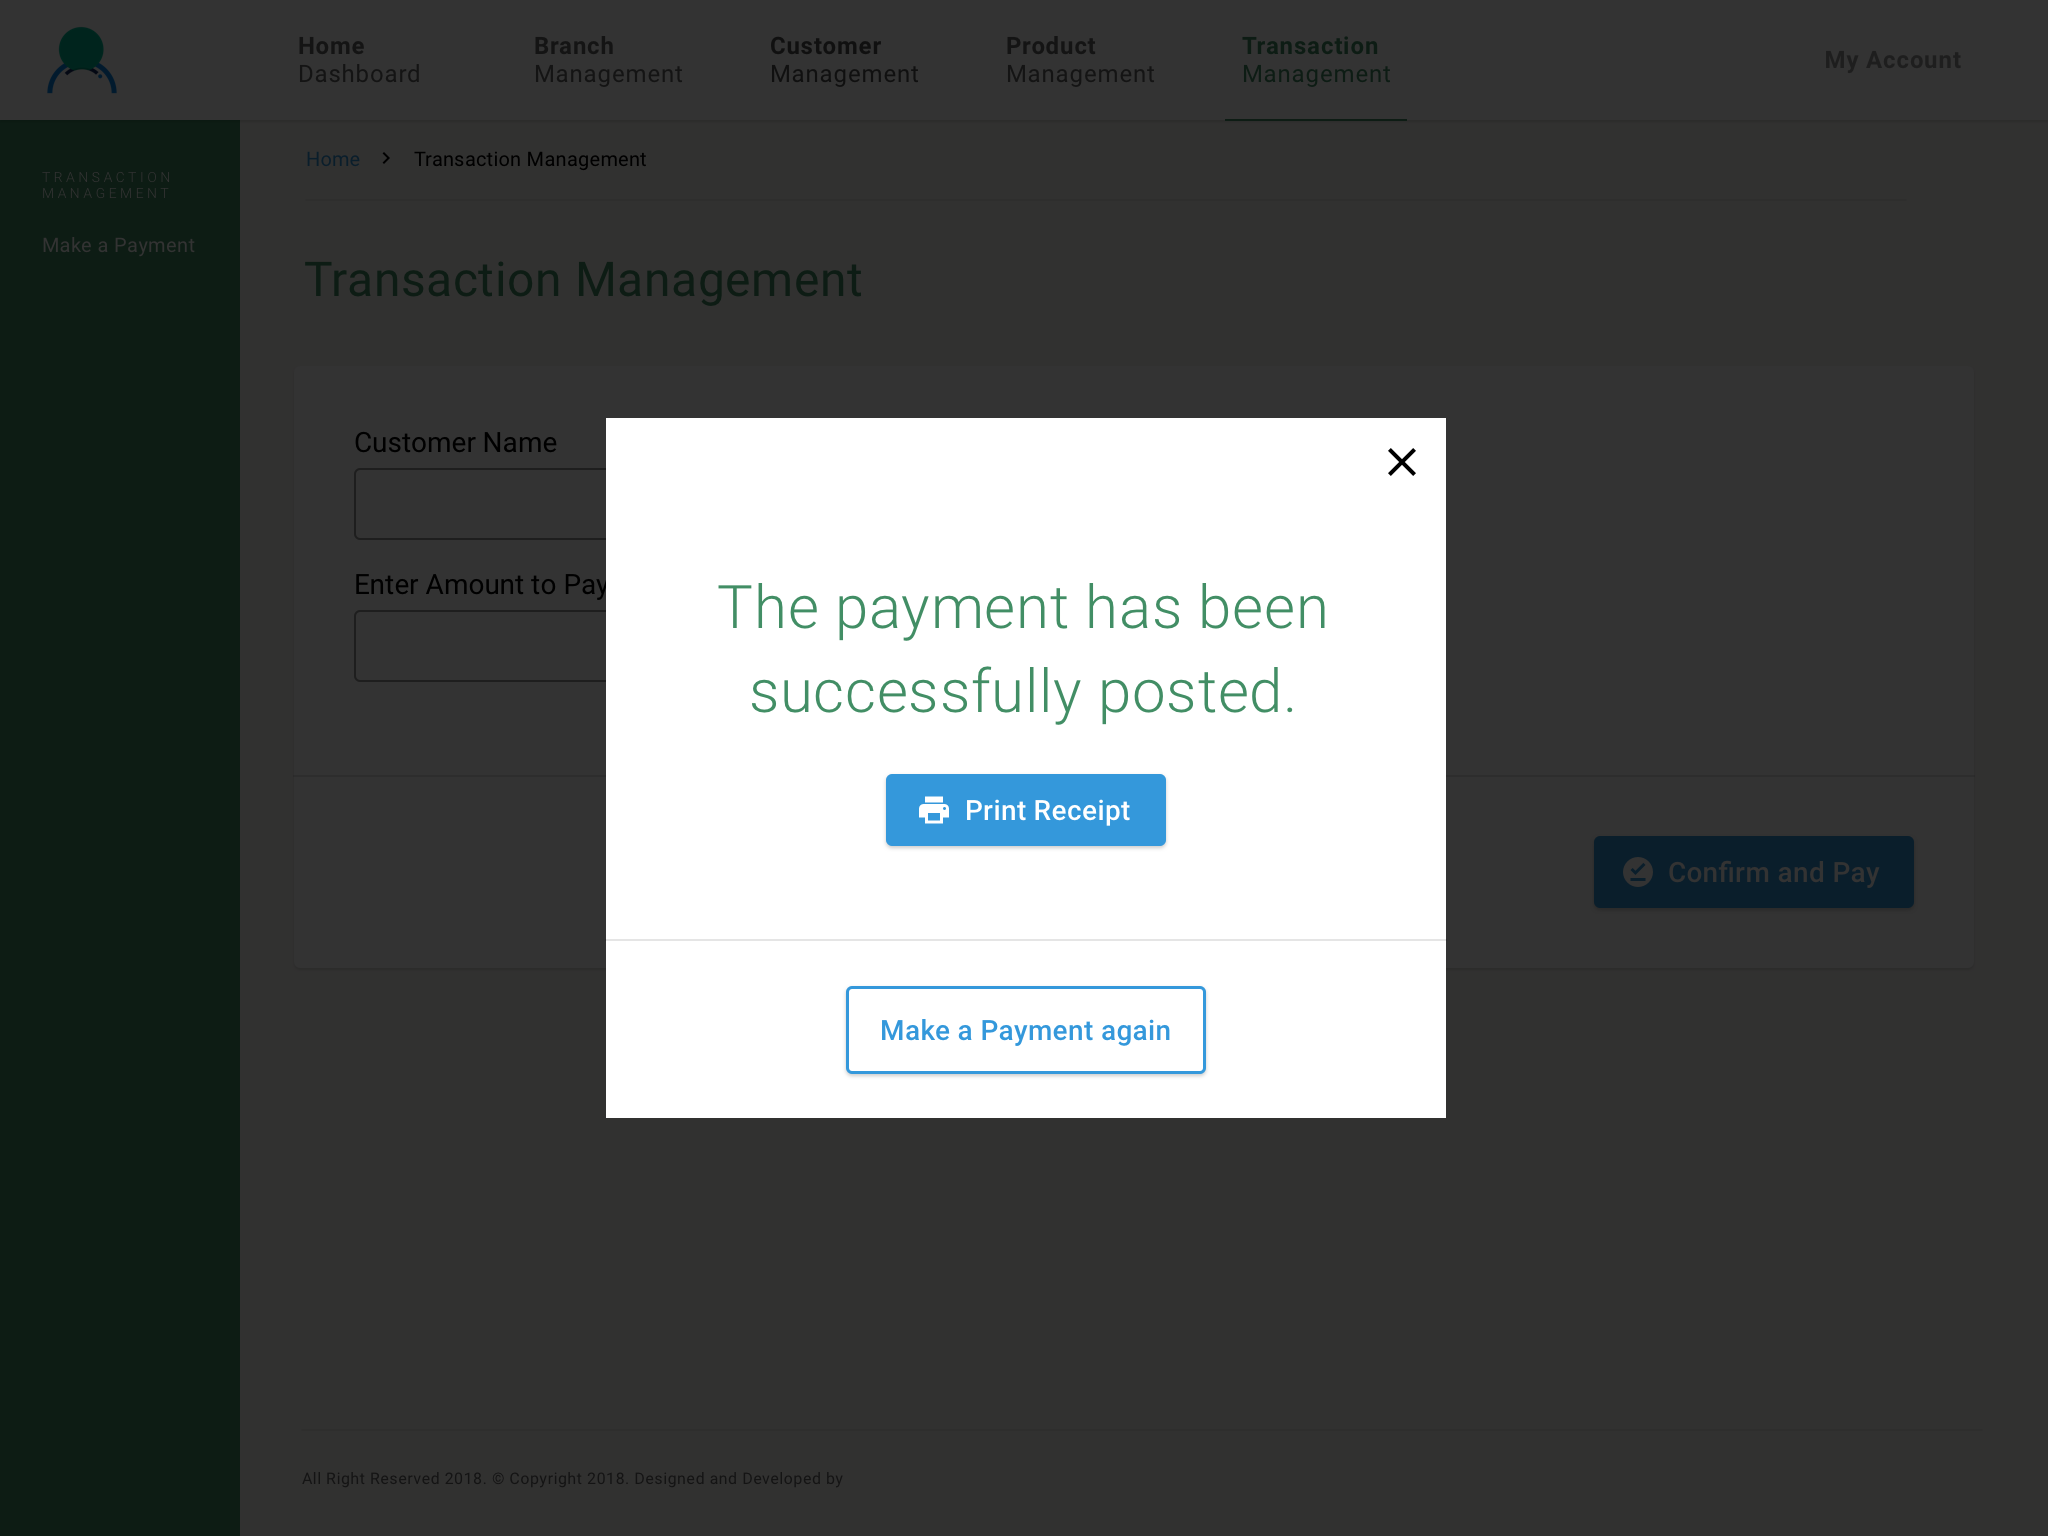 Home
Dashboard
Branch
Management
Customer
Management
Product
Management
Transaction
Management
My Account
TRANSACTION
MANAGEMENT
Make a Payment
Home > Transaction Management
Transaction Management
Customer Name
Enter Amount to Pay
The payment has been
successfully posted.
Print Receipt
Confirm and Pay
Make a Payment again
All Right Reserved 2018. © Copyright 2018. Designed and Developed by